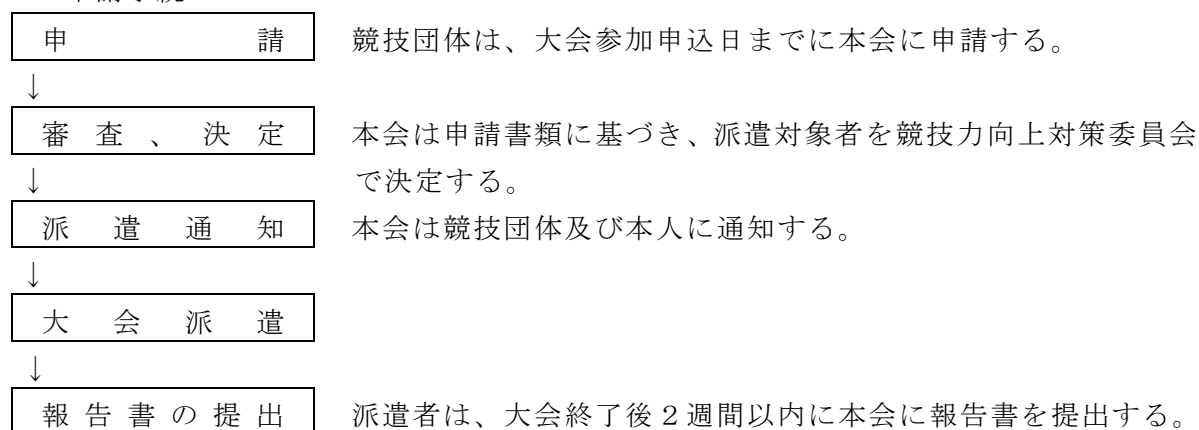 申請 競技団体は、大会参加申込日までに本会に申請する。
↓
審査、決定 本会は申請書類に基づき、派遣対象者を競技力向上対策委員会
↓ で決定する。
派遣通知 本会は競技団体及び本人に通知する。
↓
大会派遣
↓
報告書の提出 派遣者は、大会終了後２週間以内に本会に報告書を提出する。